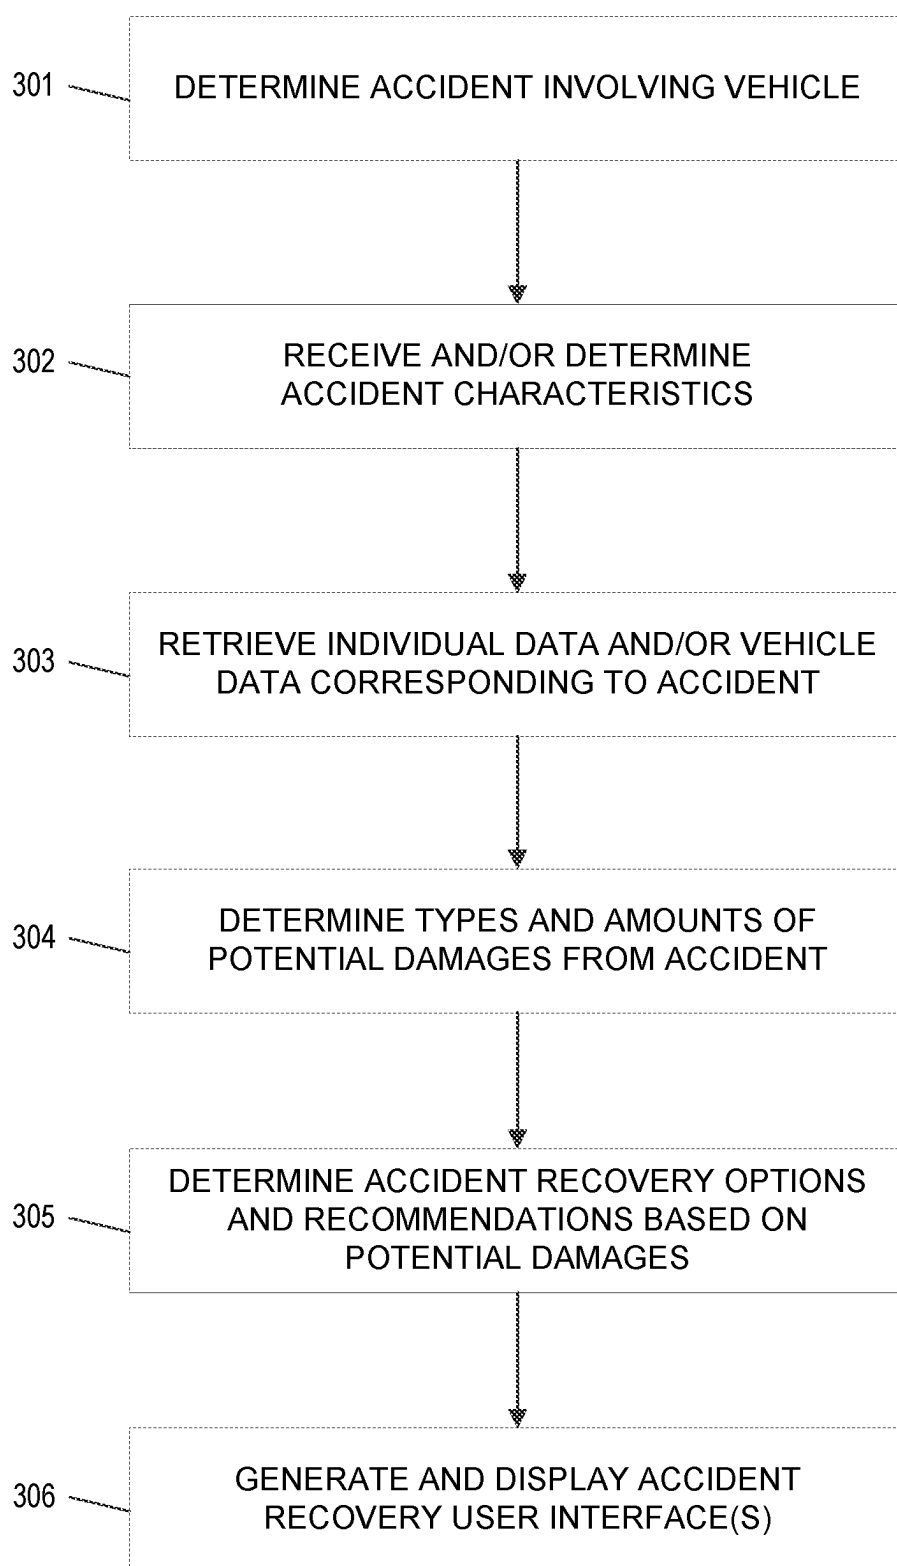 301
DETERMINE ACCIDENT INVOLVING VEHICLE
302
RECEIVE AND/OR DETERMINE
ACCIDENT CHARACTERISTICS
303
RETRIEVE INDIVIDUAL DATA AND/OR VEHICLE
DATA CORRESPONDING TO ACCIDENT
304
DETERMINE TYPES AND AMOUNTS OF
POTENTIAL DAMAGES FROM ACCIDENT
305
DETERMINE ACCIDENT RECOVERY OPTIONS
AND RECOMMENDATIONS BASED ON
POTENTIAL DAMAGES
306
GENERATE AND DISPLAY ACCIDENT
RECOVERY USER INTERFACE(S)